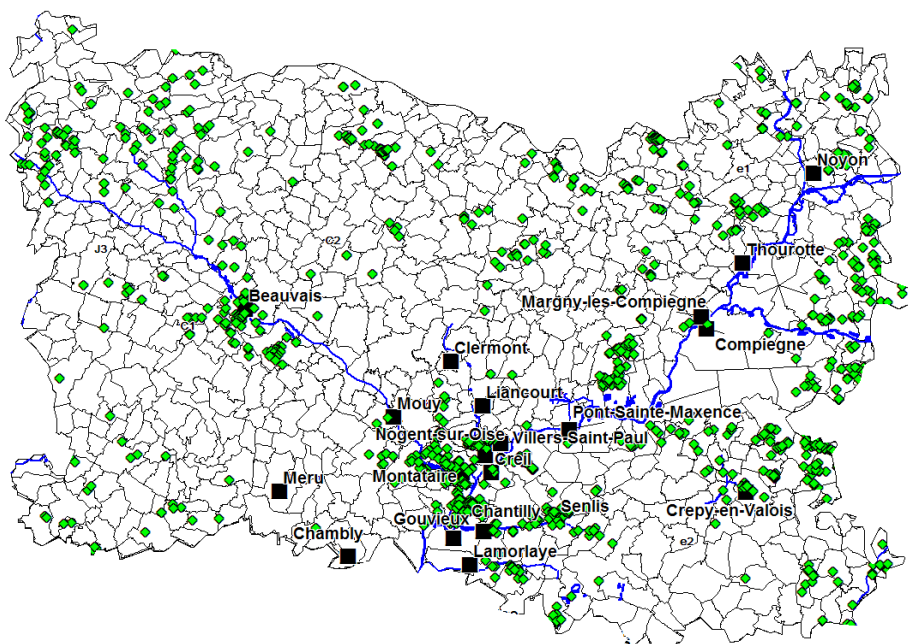 Noyon
e1
C2
J3
Thourotte
Beauvais
Margny-les-Compiègne
C1
Compiegne
Clermont
Liancourt
Mouy
Pont-Sainte-Maxence
Nogent-sur-Oise
Villers-Saint-Paul
Creil
Montataire
Meru
Crepy-en-Valois
Senlis
Chantilly
Gouvieux
Chambly
e2
Lamorlaye